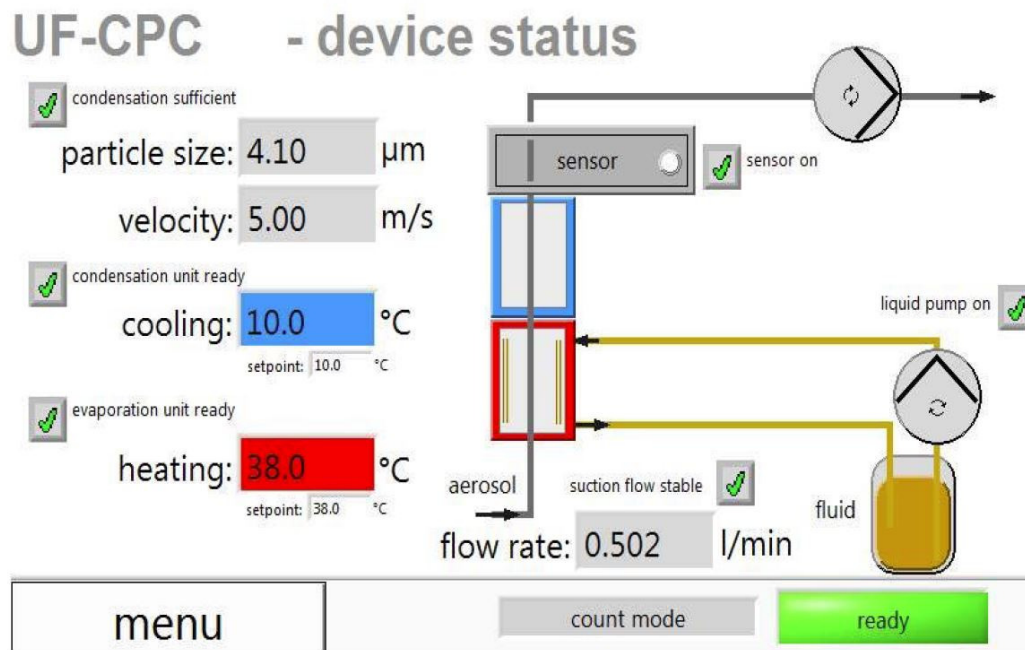 UF-CPC - device status
condensation sufficient
particle size: 4.10 µm
velocity: 5.00 m/s
condensation unit ready
cooling: 10.0 °C
setpoint: 10.0 °C
evaporation unit ready
heating: 38.0 °C
setpoint: 38.0 °C
sensor
sensor on
liquid pump on
aerosol
suction flow stable
fluid
flow rate: 0.502 l/min
menu
count mode
ready